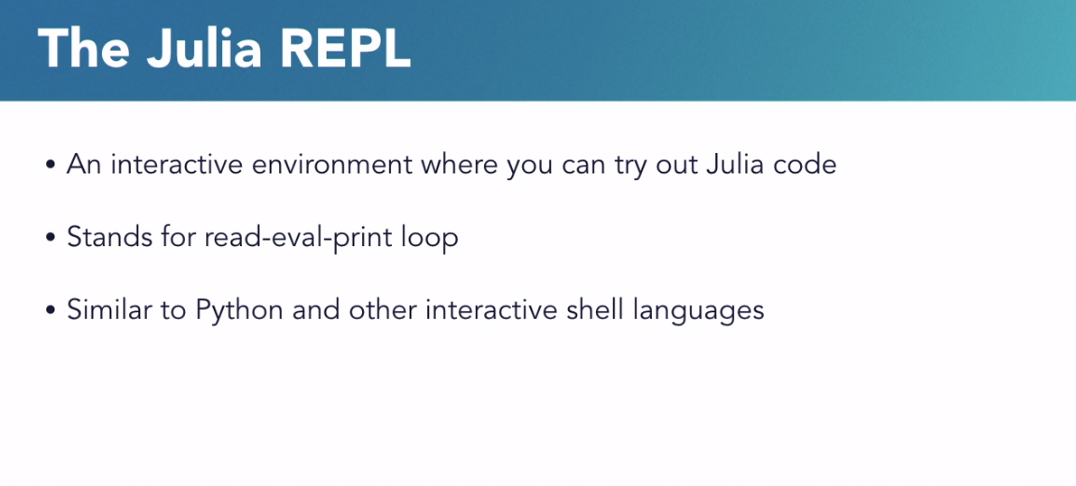 The Julia REPL
• An interactive environment where you can try out Julia code
• Stands for read-eval-print loop
• Similar to Python and other interactive shell languages